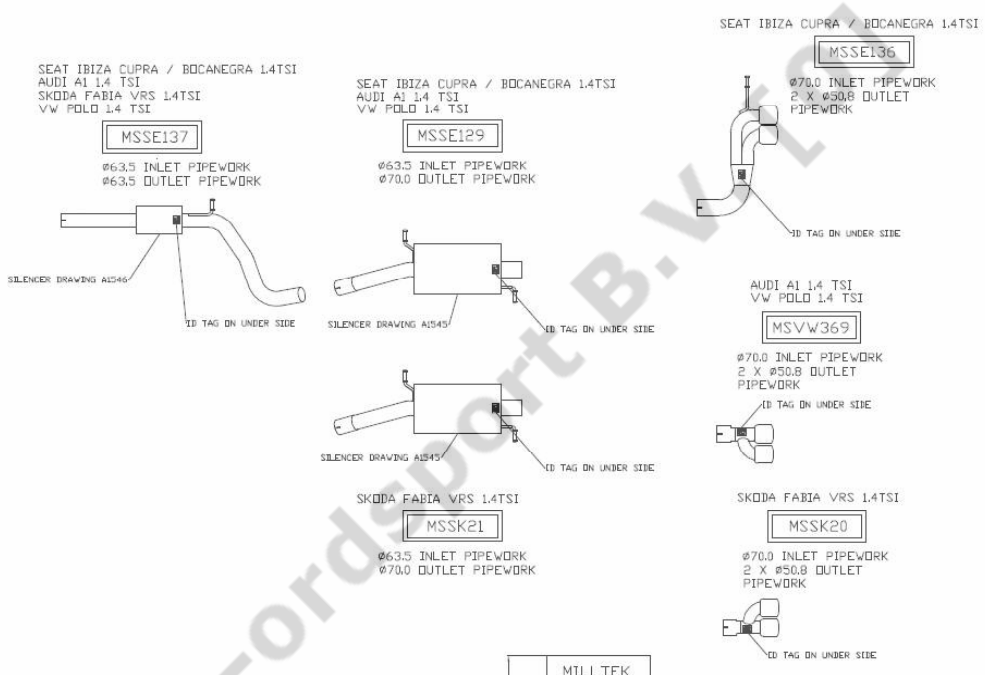 SEAT IBIZA CUPRA / BOCANEGRA 1.4TSI
AUDI A1 1.4 TSI
SKODA FABIA VRS 1.4TSI
VW POLO 1.4 TSI
MSSE137
Ø63.5 INLET PIPEWORK
Ø63.5 OUTLET PIPEWORK
SILENCER DRAWING A1546
ID TAG ON UNDER SIDE
SEAT IBIZA CUPRA / BOCANEGRA 1.4TSI
AUDI A1 1.4 TSI
VW POLO 1.4 TSI
MSSE129
Ø63.5 INLET PIPEWORK
Ø70.0 OUTLET PIPEWORK
SILENCER DRAWING A1545
ID TAG ON UNDER SIDE
SILENCER DRAWING A1545
ID TAG ON UNDER SIDE
SKODA FABIA VRS 1.4TSI
MSSK21
Ø63.5 INLET PIPEWORK
Ø70.0 OUTLET PIPEWORK
SEAT IBIZA CUPRA / BOCANEGRA 1.4TSI
MSSE136
Ø70.0 INLET PIPEWORK
2 X Ø50.8 OUTLET
PIPEWORK
ID TAG ON UNDER SIDE
AUDI A1 1.4 TSI
VW POLO 1.4 TSI
MSVW369
Ø70.0 INLET PIPEWORK
2 X Ø50.8 OUTLET
PIPEWORK
ID TAG ON UNDER SIDE
SKODA FABIA VRS 1.4TSI
MSSK20
Ø70.0 INLET PIPEWORK
2 X Ø50.8 OUTLET
PIPEWORK
ID TAG ON UNDER SIDE
MILLTEK
ordsport B.V.